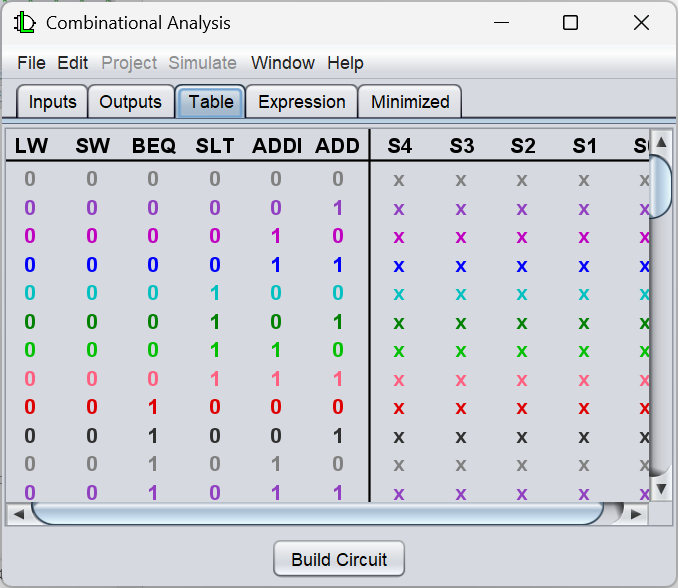 Combinational Analysis
File Edit Project Simulate Window Help
Inputs Outputs Table Expression Minimized
LW SW BEQ SLT ADDI ADD S4 S3 S2 S1
0 0 0 0 0 0 x x x x x
0 0 0 0 0 1 x x x x x
0 0 0 0 1 0 x x x x x
0 0 0 0 1 1 x x x x x
0 0 0 1 0 0 x x x x x
0 0 0 1 0 1 x x x x x
0 0 0 1 1 0 x x x x x
0 0 0 1 1 1 x x x x x
0 0 1 0 0 0 x x x x x
0 0 1 0 0 1 x x x x x
0 0 1 0 1 0 x x x x x
0 0 1 0 1 1 x x x x x
Build Circuit